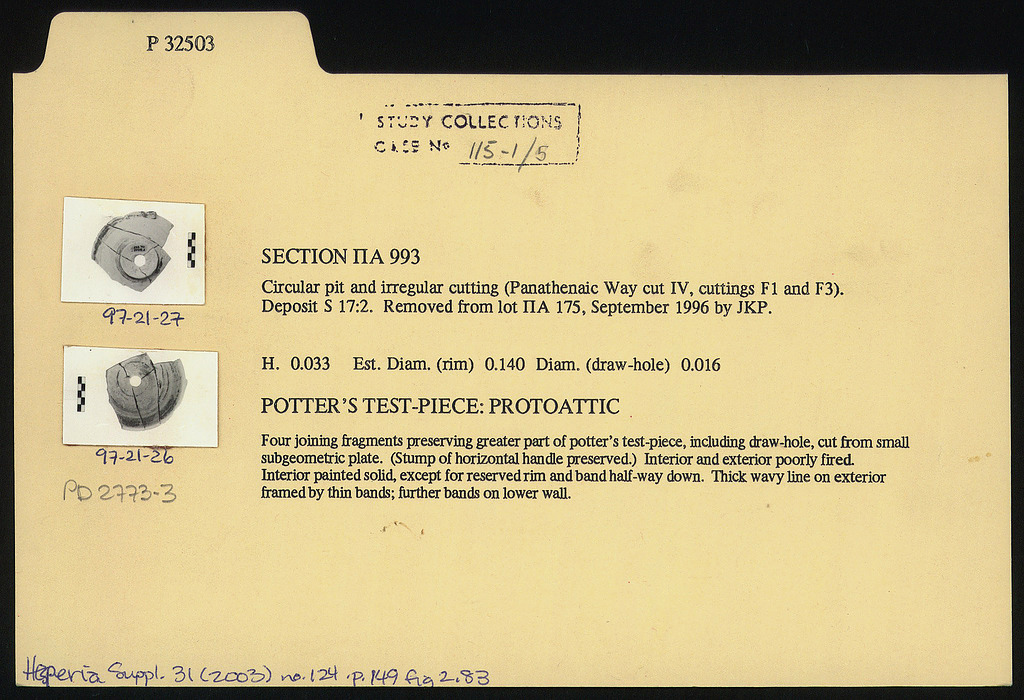 P 32503
STUDY COLLECTIONS
CASE No 115-1/5
SECTION ΠΑ 993
Circular pit and irregular cutting (Panathenaic Way cut IV, cuttings F1 and F3).
Deposit S 17:2. Removed from lot ΠΑ 175, September 1996 by JKP.
97-21-27
H. 0.033 Est. Diam. (rim) 0.140 Diam. (draw-hole) 0.016
POTTER'S TEST-PIECE: PROTOATTIC
Four joining fragments preserving greater part of potter's test-piece, including draw-hole, cut from small
subgeometric plate. (Stump of horizontal handle preserved.) Interior and exterior poorly fired.
Interior painted solid, except for reserved rim and band half-way down. Thick wavy line on exterior
framed by thin bands; further bands on lower wall.
97-21-26
PD 2773-3
Hesperia Suppl. 31 (2003) no. 124 p. 149 fig 2.83